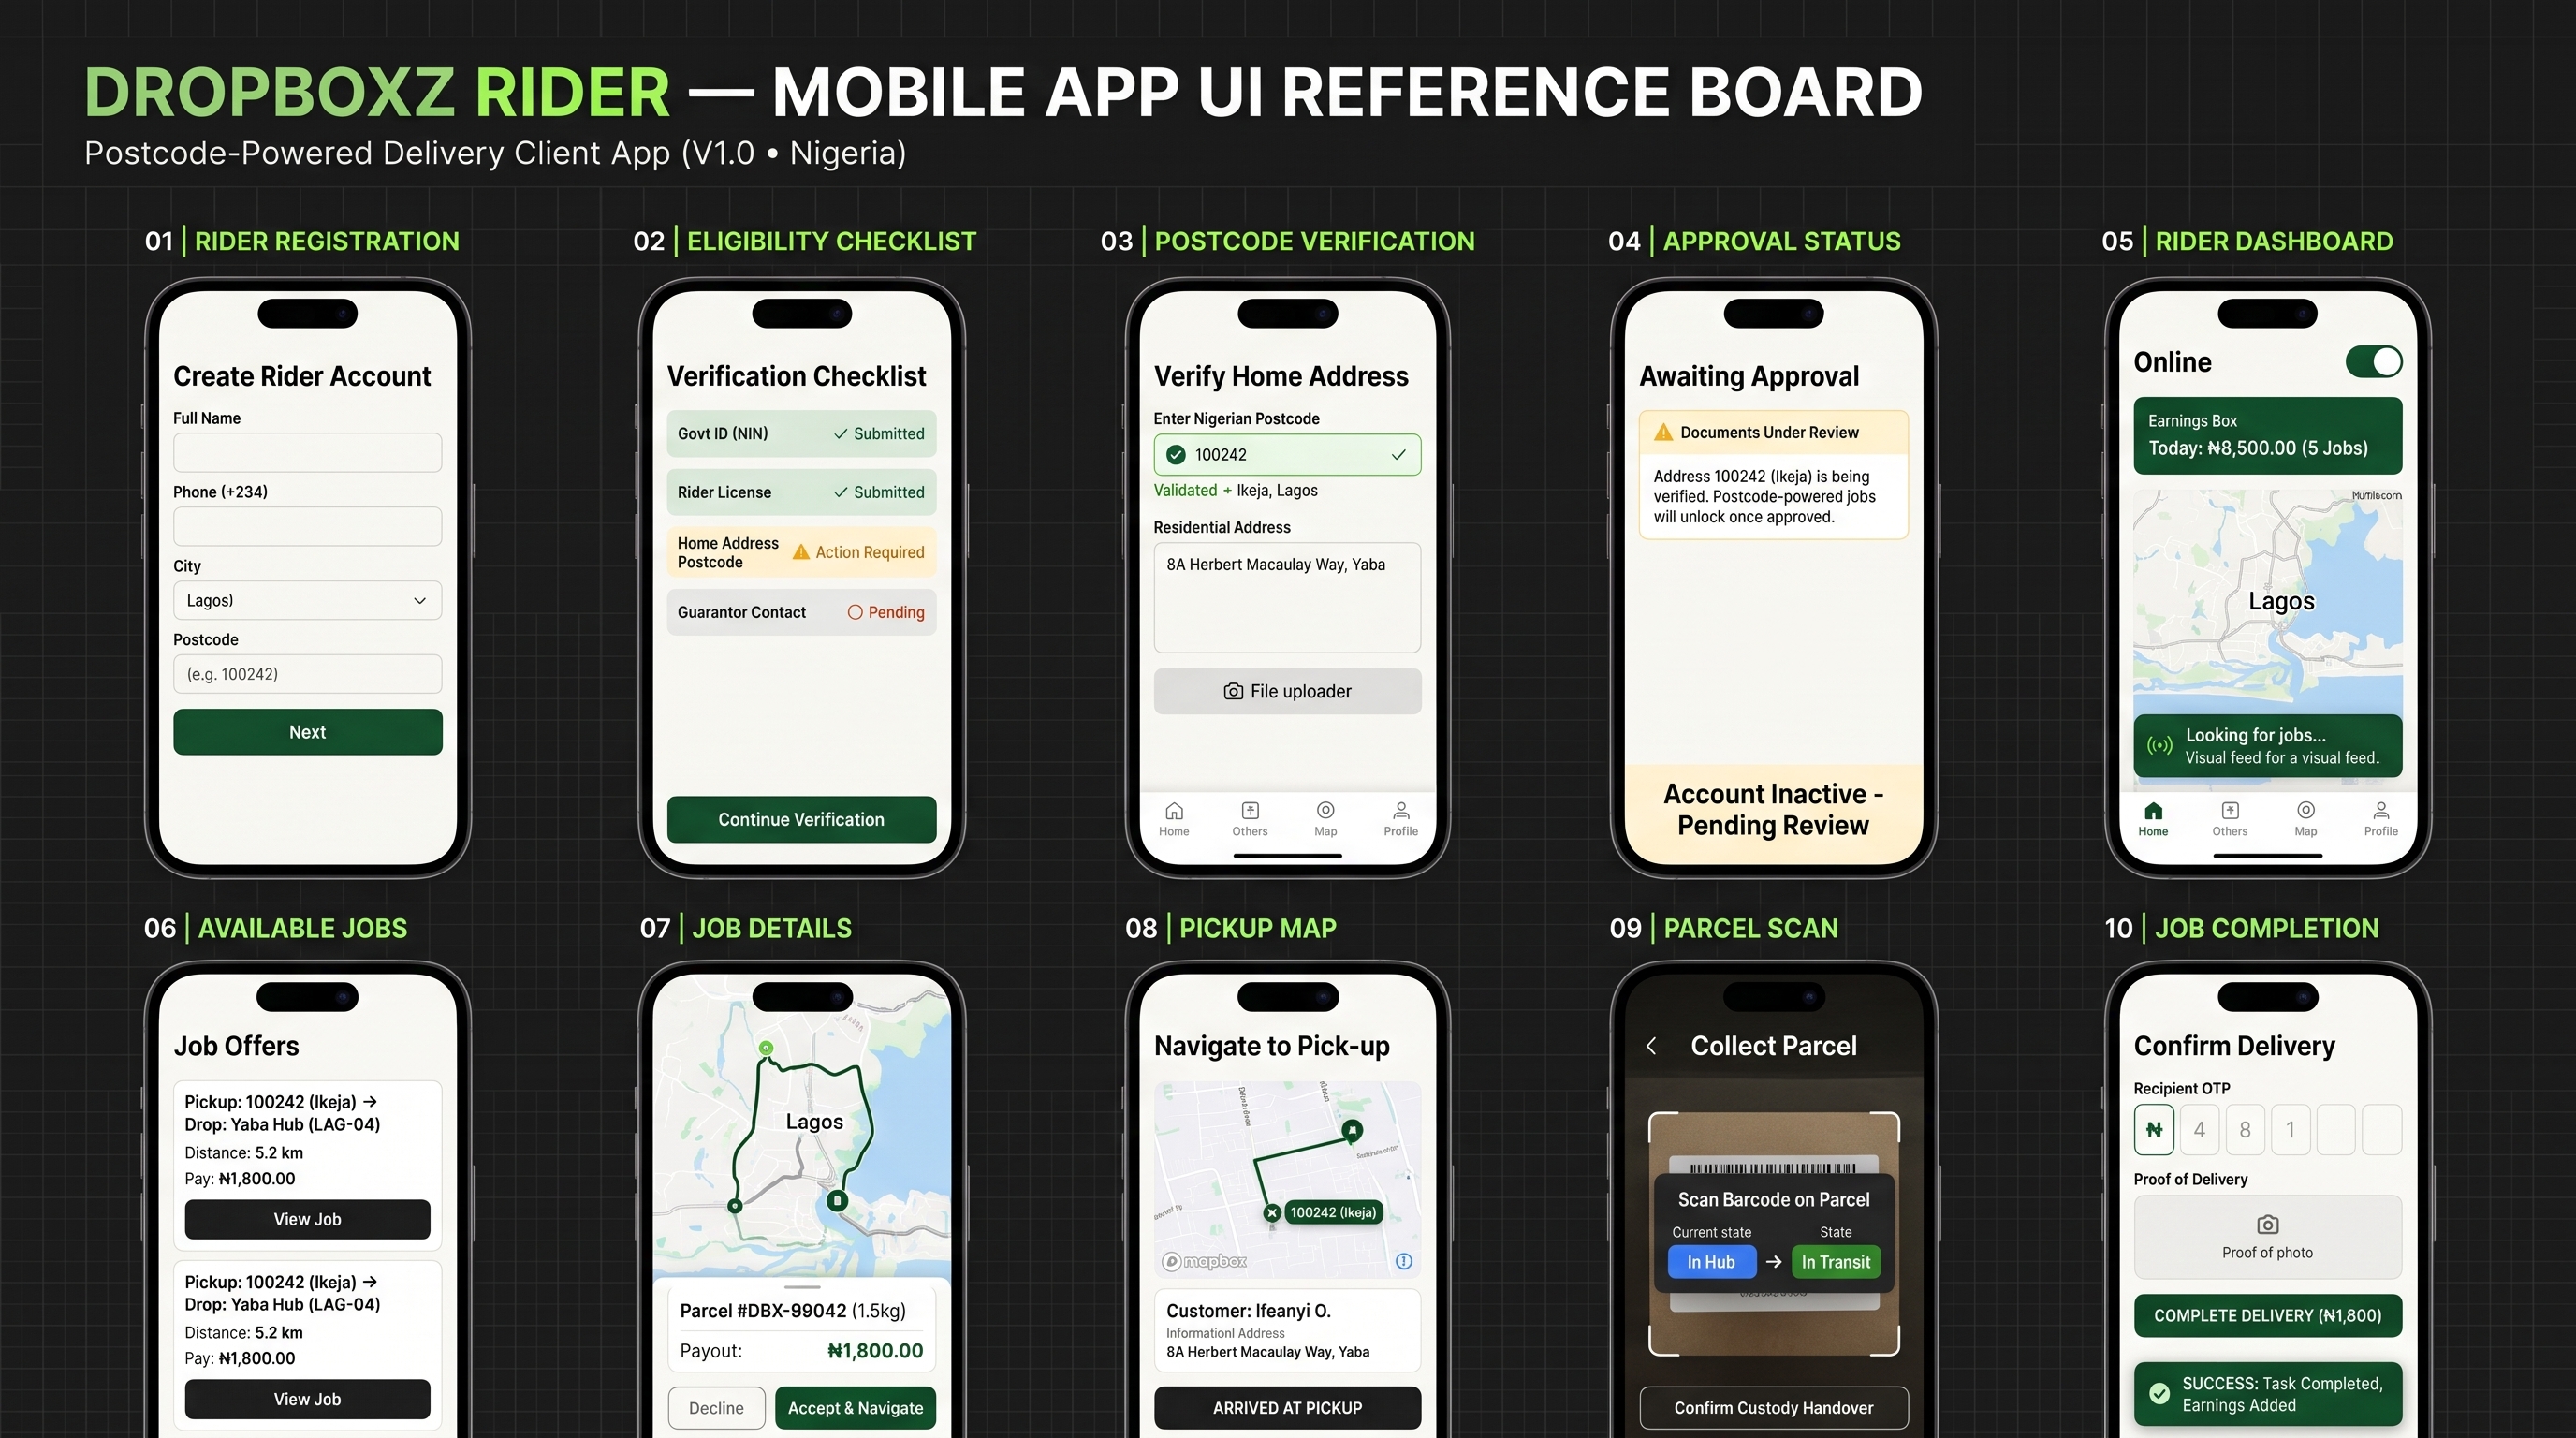 DROPBOXZ RIDER — MOBILE APP UI REFERENCE BOARD
Postcode-Powered Delivery Client App (V1.0 • Nigeria)
01 | RIDER REGISTRATION
Create Rider Account
Full Name
Phone (+234)
City
Lagos)
Postcode
(e.g. 100242)
Next
02 | ELIGIBILITY CHECKLIST
Verification Checklist
Govt ID (NIN) ✓ Submitted
Rider License ✓ Submitted
Home Address
Postcode
Action Required
Guarantor Contact
Pending
Continue Verification
03 | POSTCODE VERIFICATION
Verify Home Address
Enter Nigerian Postcode
100242
Validated + Ikeja, Lagos
Residential Address
8A Herbert Macaulay Way, Yaba
File uploader
Home Others Map Profile
04 | APPROVAL STATUS
Awaiting Approval
Documents Under Review
Address 100242 (Ikeja) is being
verified. Postcode-powered jobs
will unlock once approved.
Account Inactive -
Pending Review
05 | RIDER DASHBOARD
Online
Earnings Box
Today: ₦8,500.00 (5 Jobs)
Lagos
Looking for jobs...
Visual feed for a visual feed.
Home Others Map Profile
06 | AVAILABLE JOBS
Job Offers
Pickup: 100242 (Ikeja) →
Drop: Yaba Hub (LAG-04)
Distance: 5.2 km
Pay: ₦1,800.00
View Job
Pickup: 100242 (Ikeja) →
Drop: Yaba Hub (LAG-04)
Distance: 5.2 km
Pay: ₦1,800.00
View Job
07 | JOB DETAILS
Lagos
Parcel #DBX-99042 (1.5kg)
Payout: ₦1,800.00
Decline
Accept & Navigate
08 | PICKUP MAP
Navigate to Pick-up
100242 (Ikeja)
mapbox
Customer: Ifeanyi O.
Informationl Address
8A Herbert Macaulay Way, Yaba
ARRIVED AT PICKUP
09 | PARCEL SCAN
Collect Parcel
Scan Barcode on Parcel
Current state State
In Hub → In Transit
Confirm Custody Handover
10 | JOB COMPLETION
Confirm Delivery
Recipient OTP
₦ 4 8 1
Proof of Delivery
Proof of photo
COMPLETE DELIVERY (₦1,800)
SUCCESS: Task Completed,
Earnings Added